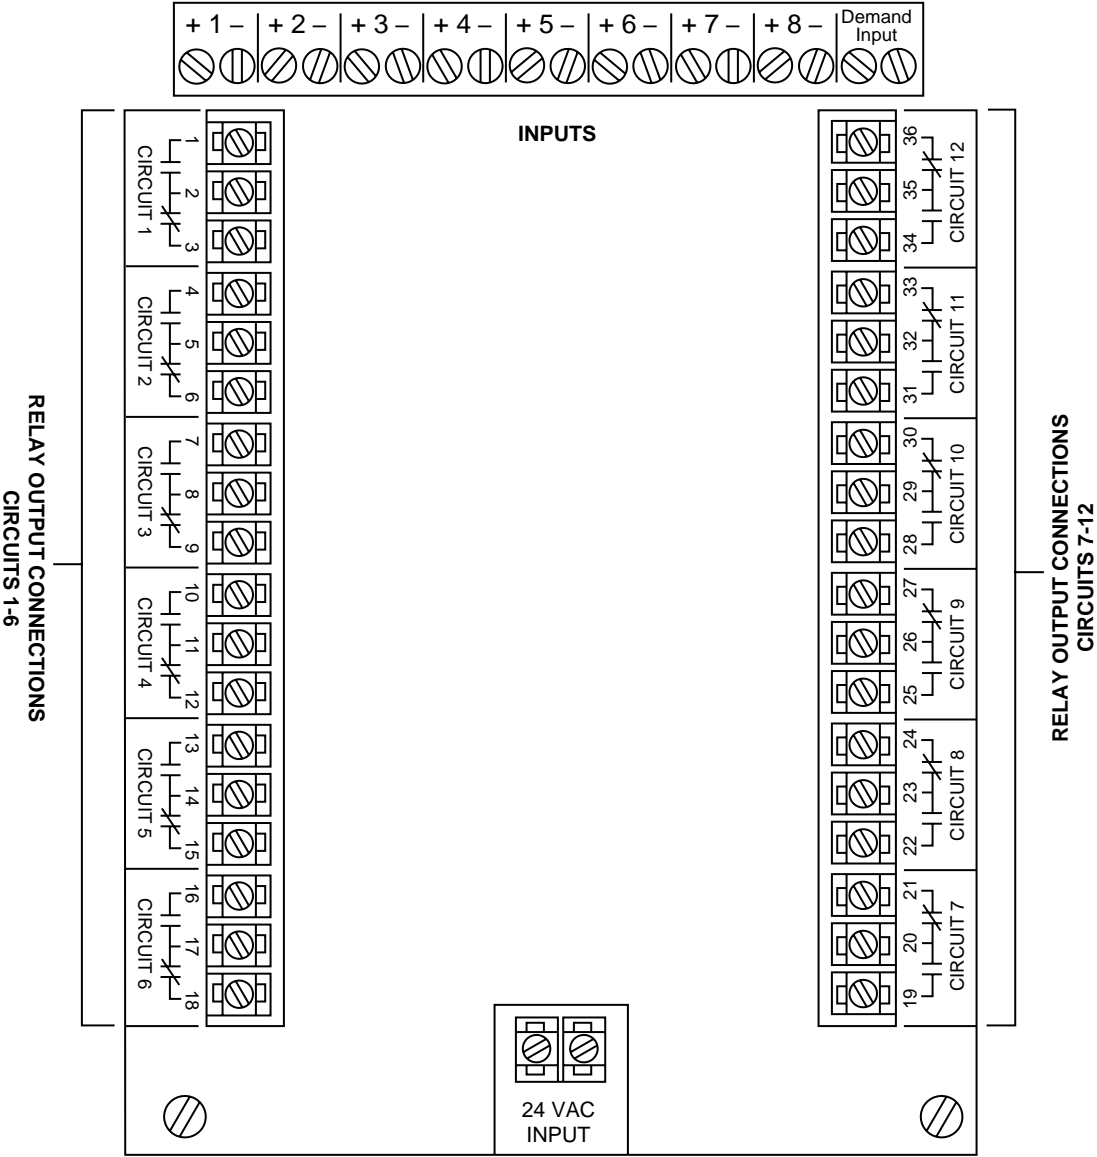 + 1 – + 2 – + 3 – + 4 – + 5 – + 6 – + 7 – + 8 – Demand
Input
INPUTS
RELAY OUTPUT CONNECTIONS
CIRCUITS 1-6
CIRCUIT 1
1
2
3
CIRCUIT 2
4
5
6
CIRCUIT 3
7
8
9
CIRCUIT 4
10
11
12
CIRCUIT 5
13
14
15
CIRCUIT 6
16
17
18
36
35
34
CIRCUIT 12
33
32
31
CIRCUIT 11
30
29
28
CIRCUIT 10
27
26
25
CIRCUIT 9
24
23
22
CIRCUIT 8
21
20
19
CIRCUIT 7
RELAY OUTPUT CONNECTIONS
CIRCUITS 7-12
24 VAC
INPUT